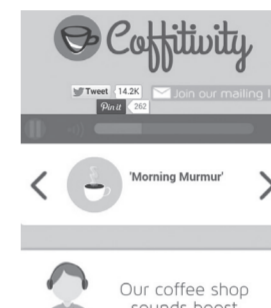 Coffitivity
Tweet 14.2K Join our mailing
Pin it 262
'Morning Murmur'
Our coffee shop
sounds boost